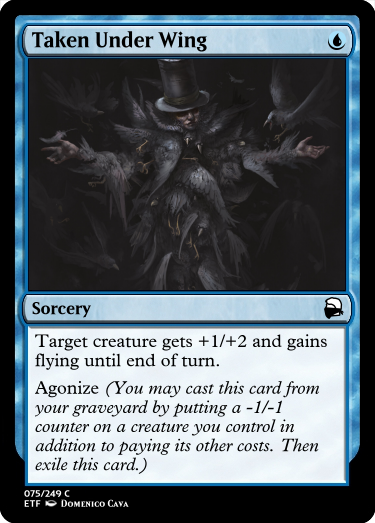 Taken Under Wing
Sorcery
Target creature gets +1/+2 and gains
flying until end of turn.
Agonize (You may cast this card from
your graveyard by putting a -1/-1
counter on a creature you control in
addition to paying its other costs. Then
exile this card.)
075/249 C
ETF Domenico Cava